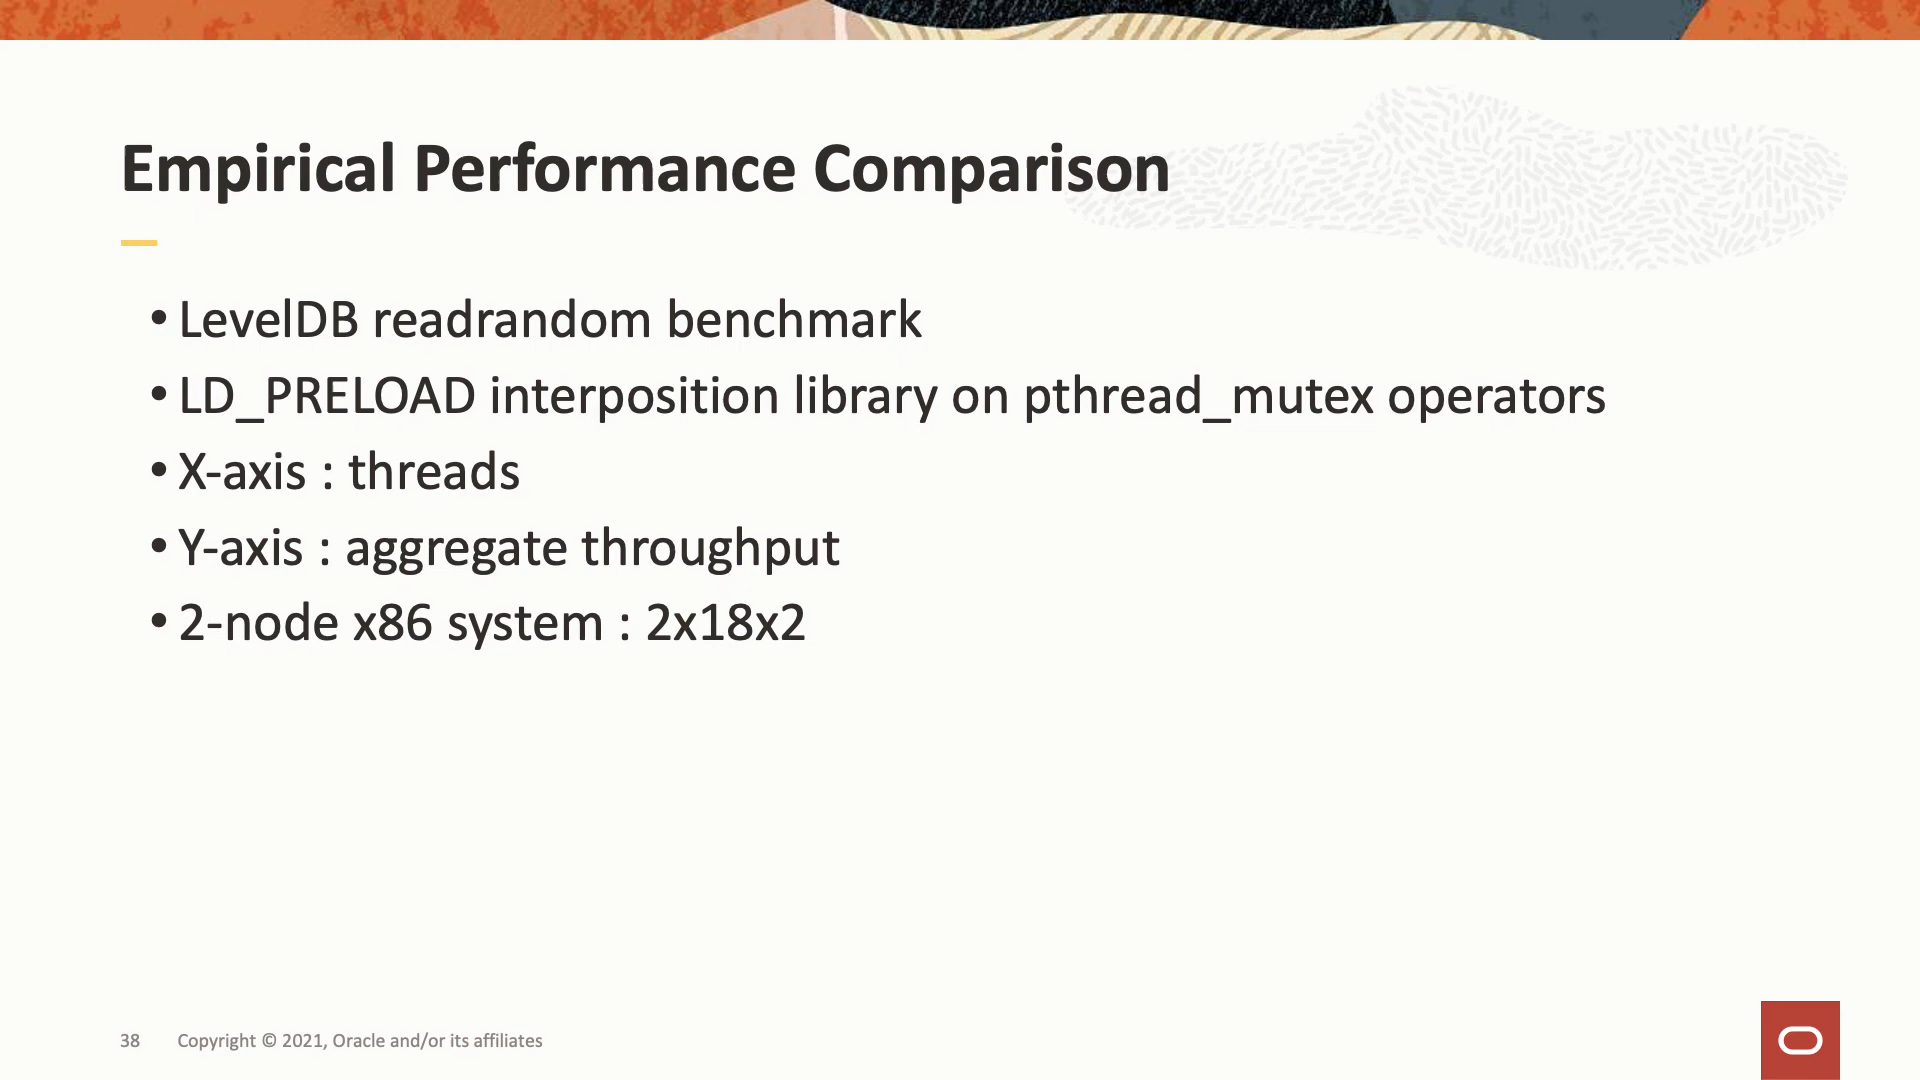 Empirical Performance Comparison
• LevelDB readrandom benchmark
• LD_PRELOAD interposition library on pthread_mutex operators
• X-axis : threads
• Y-axis : aggregate throughput
• 2-node x86 system : 2x18x2
38 Copyright © 2021, Oracle and/or its affiliates